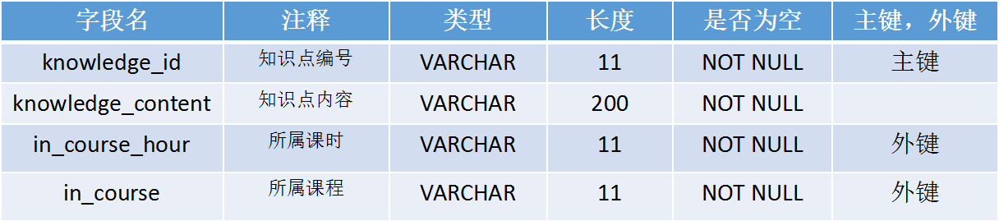 字段名 注释 类型 长度 是否为空 主键，外键
knowledge_id 知识点编号 VARCHAR 11 NOT NULL 主键
knowledge_content 知识点内容 VARCHAR 200 NOT NULL
in_course_hour 所属课时 VARCHAR 11 NOT NULL 外键
in_course 所属课程 VARCHAR 11 NOT NULL 外键